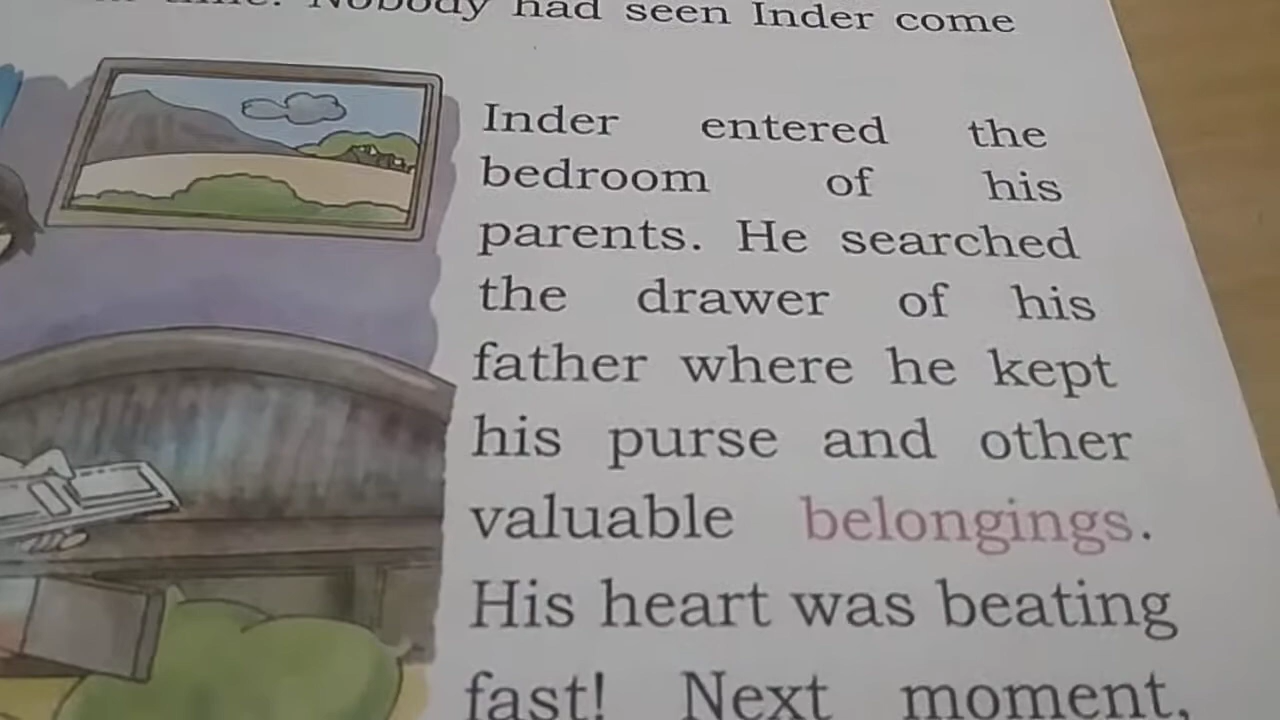 time. Nobody had seen Inder come
Inder entered the
bedroom of his
parents. He searched
the drawer of his
father where he kept
his purse and other
valuable belongings.
His heart was beating
fast! Next moment,